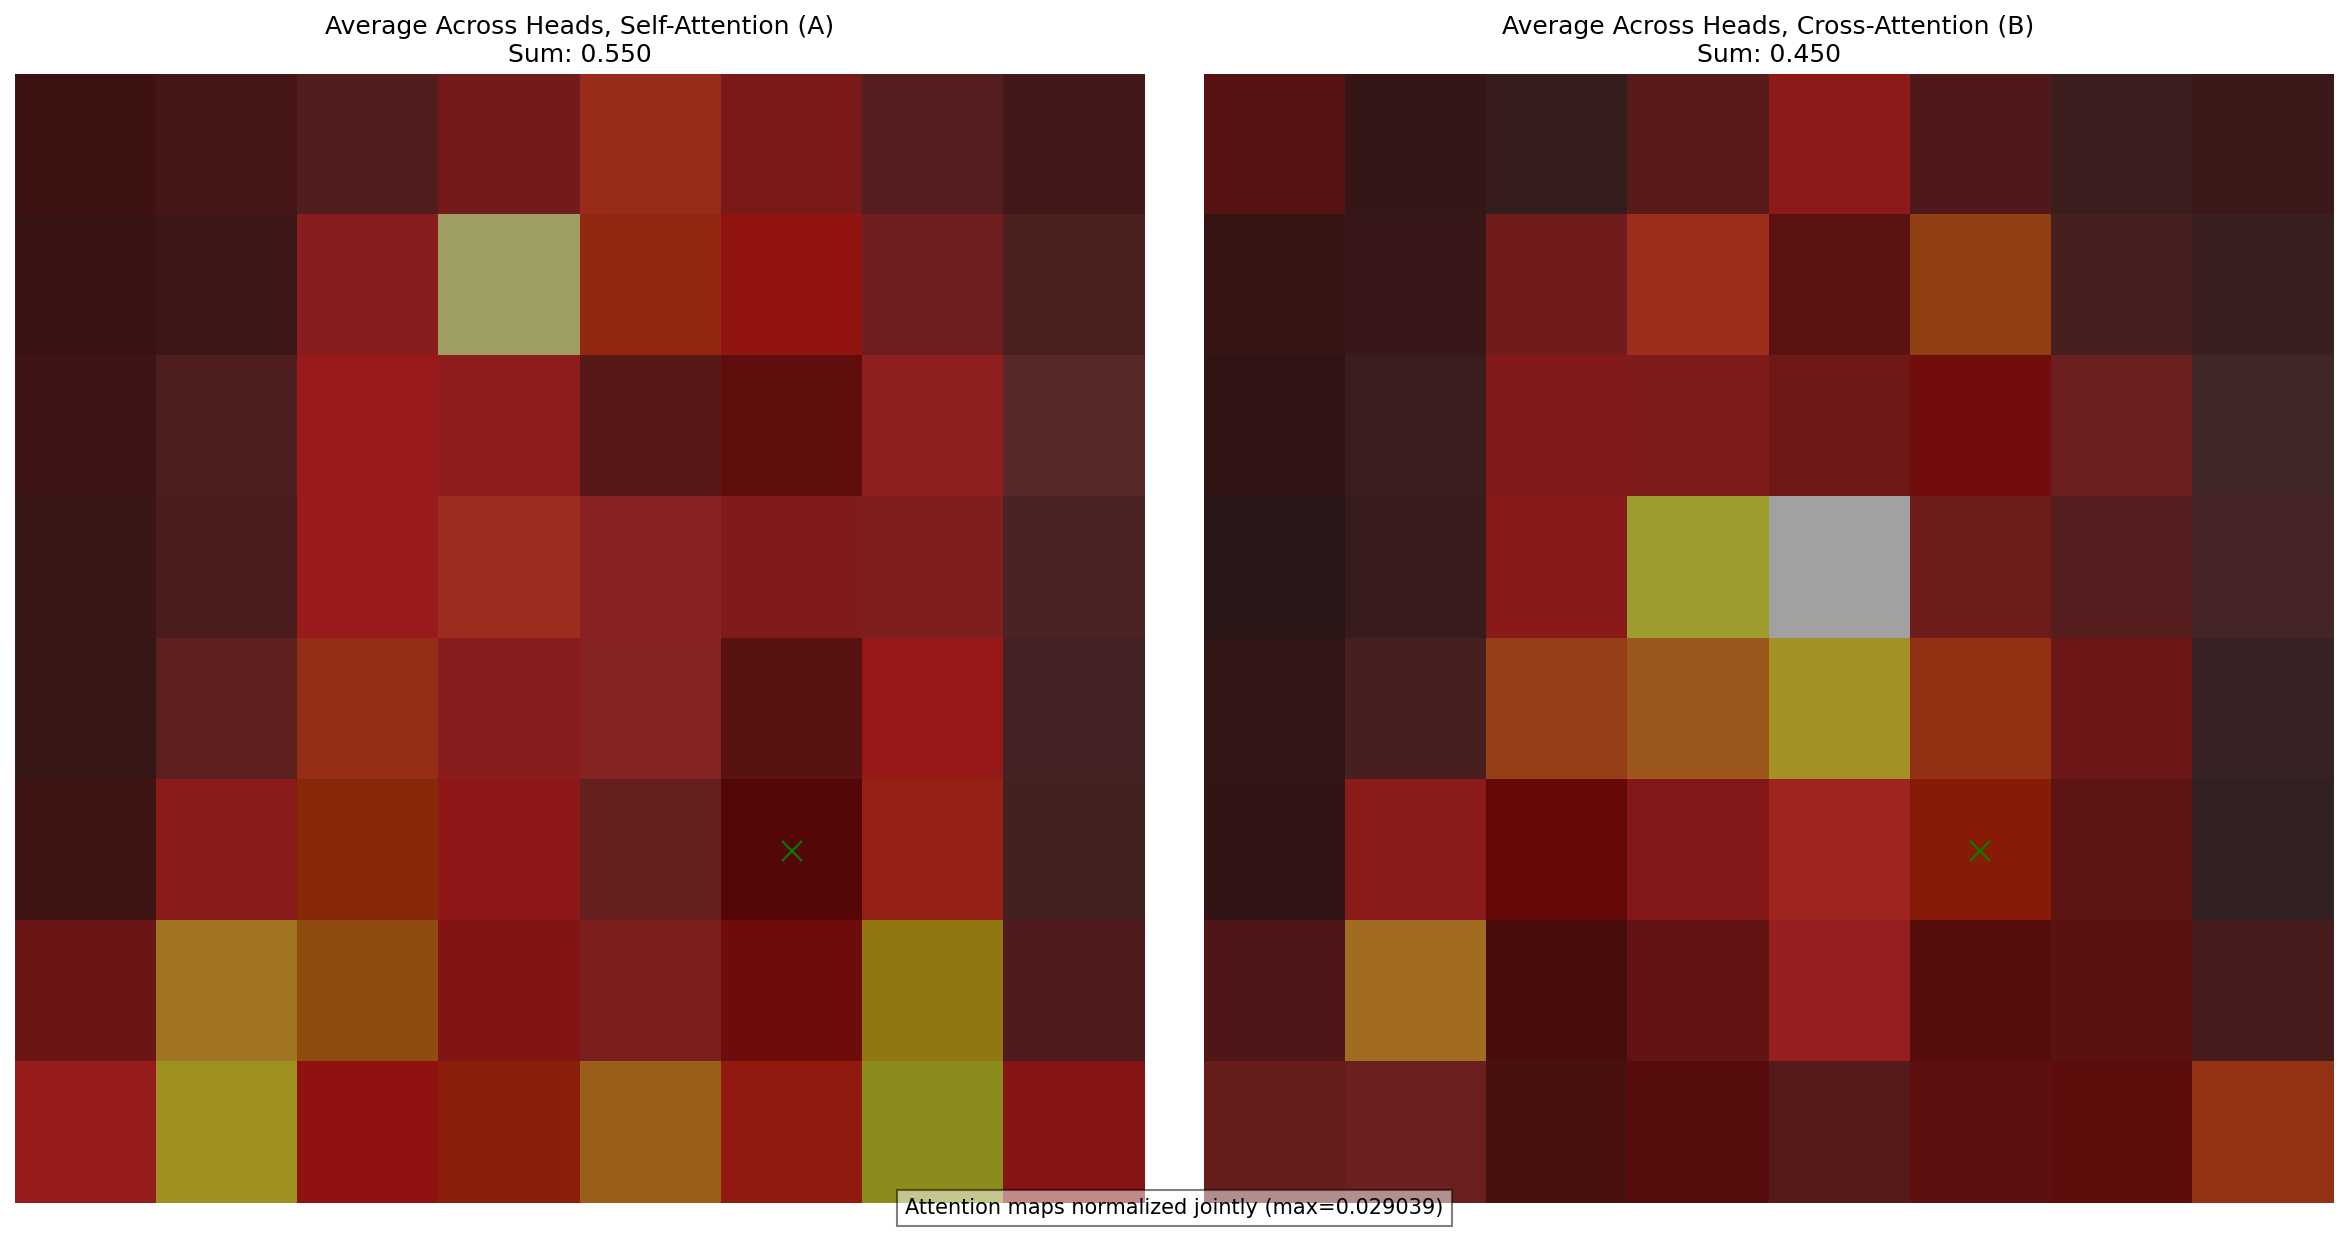 Average Across Heads, Self-Attention (A)
Sum: 0.550
Average Across Heads, Cross-Attention (B)
Sum: 0.450
Attention maps normalized jointly (max=0.029039)